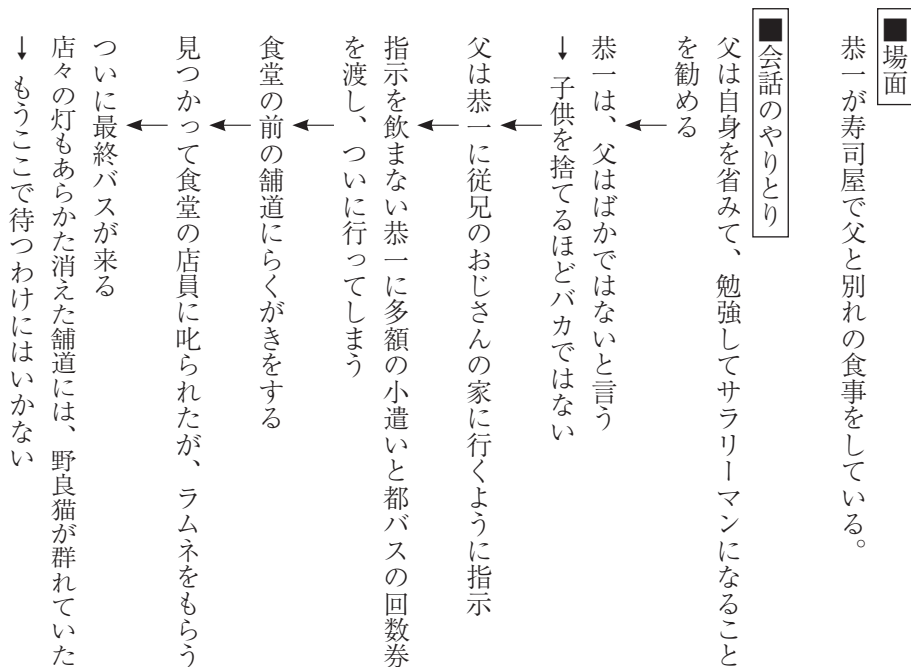 ■場面
恭一が寿司屋で父と別れの食事をしている。
■会話のやりとり
父は自身を省みて、勉強してサラリーマンになること
を勧める
恭一は、父はばかではないと言う
↓ 子供を捨てるほどバカではない
父は恭一に従兄のおじさんの家に行くように指示
指示を飲まない恭一に多額の小遣いと都バスの回数券
を渡し、ついに行ってしまう
食堂の前の舗道にらくがきをする
見つかって食堂の店員に叱られたが、ラムネをもらう
ついに最終バスが来る
店々の灯もあらかた消えた舗道には、野良猫が群れていた
↓ もうここで待つわけにはいかない